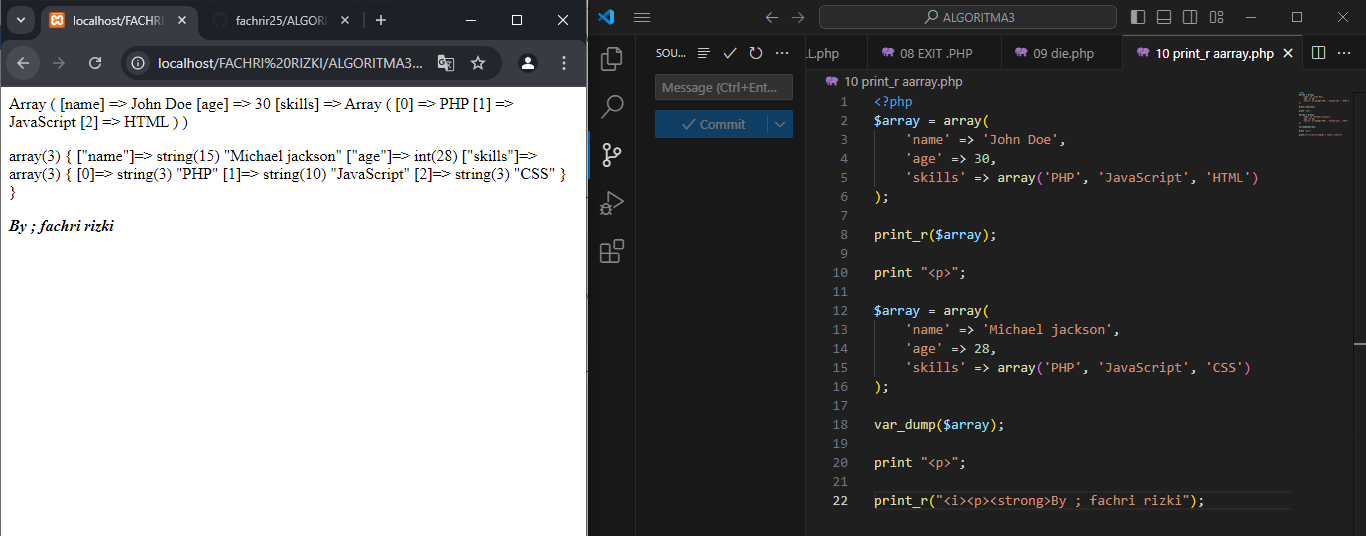 localhost/FACHRI
fachrir25/ALGORI
localhost/FACHRI%20RIZKI/ALGORITMA3...
Array ( [name] => John Doe [age] => 30 [skills] => Array ( [0] => PHP [1] =>
JavaScript [2] => HTML ) )
array(3) { ["name"]=> string(15) "Michael jackson" ["age"]=> int(28) ["skills"]=>
array(3) { [0]=> string(3) "PHP" [1]=> string(10) "JavaScript" [2]=> string(3) "CSS" }
}
By ; fachri rizki
ALGORITMA3
SOU...
LL.php
08 EXIT .PHP
09 die.php
10 print_r aarray.php
Message (Ctrl+Ent...
Commit
10 print_r aarray.php
1 <?php
2 $array = array(
3 'name' => 'John Doe',
4 'age' => 30,
5 'skills' => array('PHP', 'JavaScript', 'HTML')
6 );
7
8 print_r($array);
9
10 print "<p>";
11
12 $array = array(
13 'name' => 'Michael jackson',
14 'age' => 28,
15 'skills' => array('PHP', 'JavaScript', 'CSS')
16 );
17
18 var_dump($array);
19
20 print "<p>";
21
22 print_r("<i><p><strong>By ; fachri rizki");